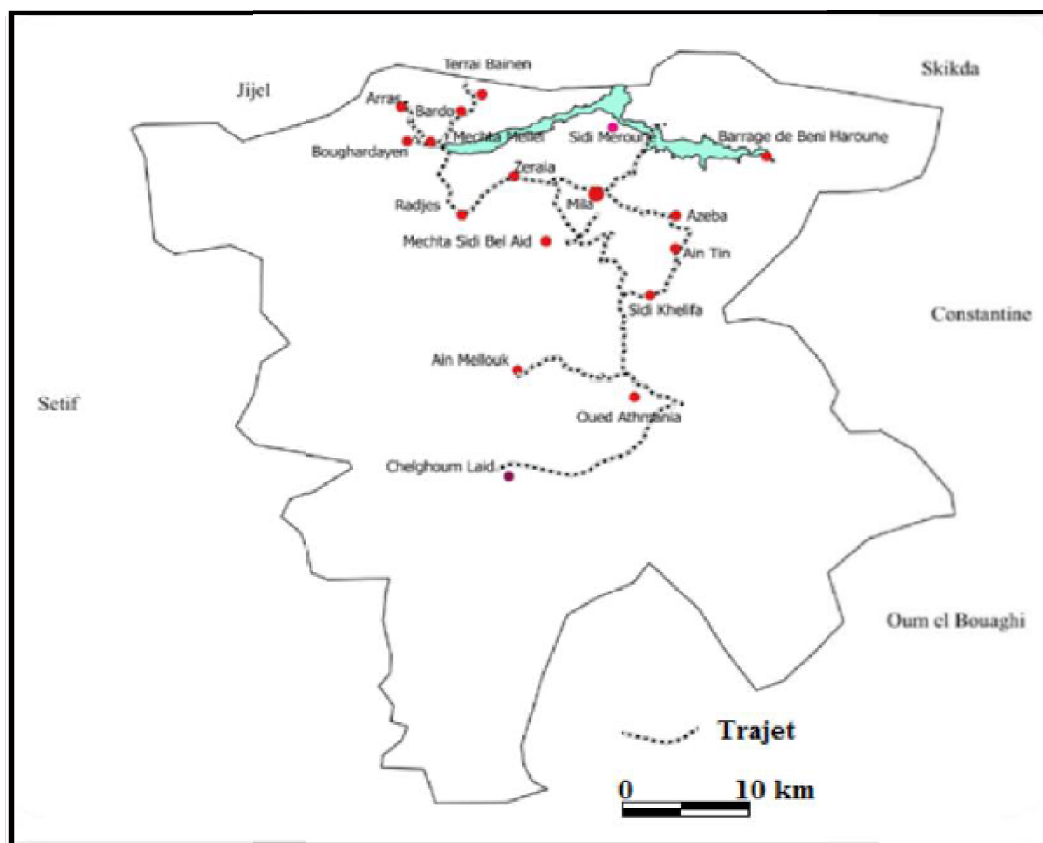 Skikda
Terrai Bainen
Jijel
Arras
Bardo
Mechta Mellel
Sidi Meroune
Barrage de Beni Haroune
Boughardayen
Zeraia
Radjes
Mila
Azeba
Mechta Sidi Bel Aid
Ain Tin
Sidi Khelifa
Constantine
Ain Mellouk
Setif
Oued Athmania
Chelghoum Laid
Oum el Bouaghi
Trajet
0 10 km